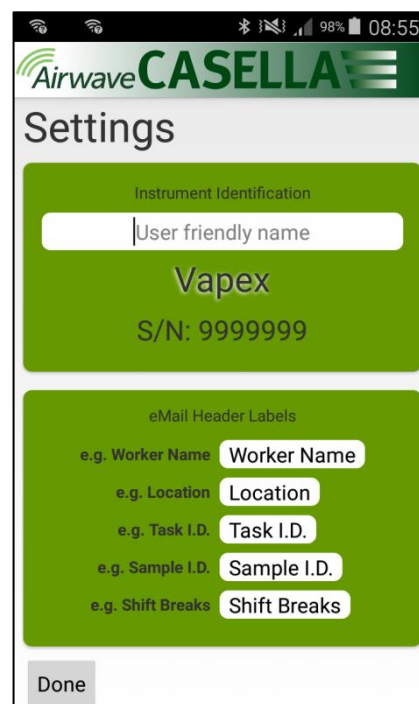 98% 08:55
Airwave CASELLA
Settings
Instrument Identification
User friendly name
Vapex
S/N: 9999999
eMail Header Labels
e.g. Worker Name Worker Name
e.g. Location Location
e.g. Task I.D. Task I.D.
e.g. Sample I.D. Sample I.D.
e.g. Shift Breaks Shift Breaks
Done